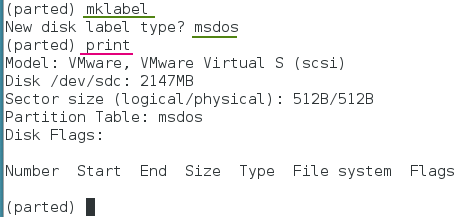 (parted) mklabel
New disk label type? msdos
(parted) print
Model: VMware, VMware Virtual S (scsi)
Disk /dev/sdc: 2147MB
Sector size (logical/physical): 512B/512B
Partition Table: msdos
Disk Flags:
Number  Start  End  Size  Type  File system  Flags
(parted)